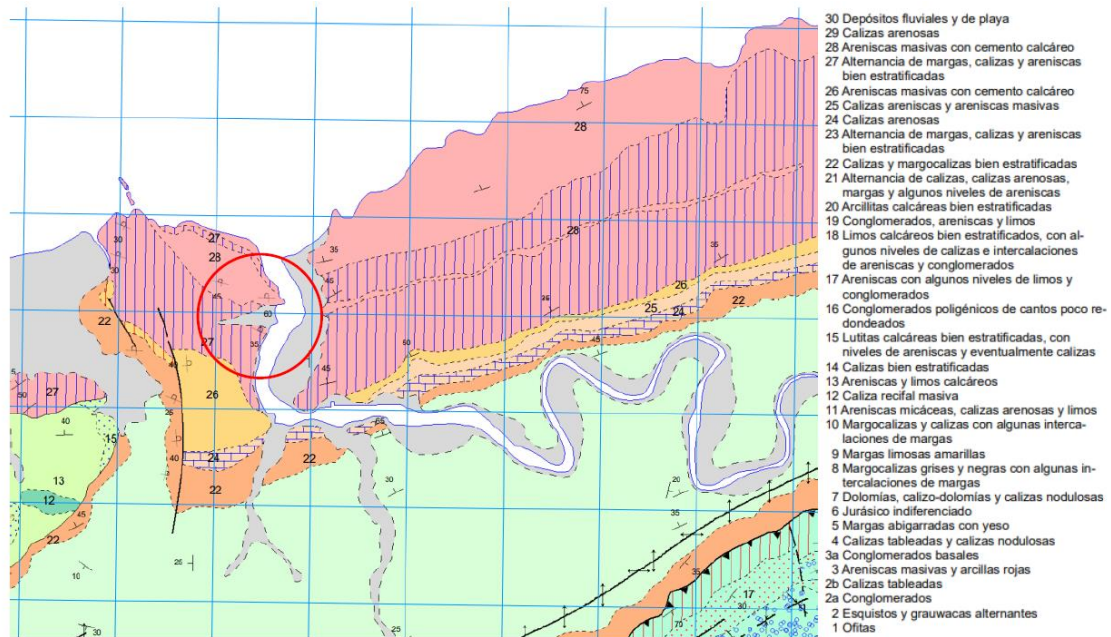 30 Depósitos fluviales y de playa
29 Calizas arenosas
28 Areniscas masivas con cemento calcáreo
27 Alternancia de margas, calizas y areniscas
bien estratificadas
26 Areniscas masivas con cemento calcáreo
25 Calizas areniscas y areniscas masivas
24 Calizas arenosas
23 Alternancia de margas, calizas y areniscas
bien estratificadas
22 Calizas y margocalizas bien estratificadas
21 Alternancia de calizas, calizas arenosas,
margas y algunos niveles de areniscas
20 Arcillitas calcáreas bien estratificadas
19 Conglomerados, areniscas y limos
18 Limos calcáreos bien estratificados, con al-
gunos niveles de calizas e intercalaciones
de areniscas y conglomerados
17 Areniscas con algunos niveles de limos y
conglomerados
16 Conglomerados poligénicos de cantos poco re-
dondeados
15 Lutitas calcáreas bien estratificadas, con
niveles de areniscas y eventualmente calizas
14 Calizas bien estratificadas
13 Areniscas y limos calcáreos
12 Caliza recifal masiva
11 Areniscas micáceas, calizas arenosas y limos
10 Margocalizas y calizas con algunas interca-
laciones de margas
9 Margas limosas amarillas
8 Margocalizas grises y negras con algunas in-
tercalaciones de margas
7 Dolomías, calizo-dolomías y calizas nodulosas
6 Jurásico indiferenciado
5 Margas abigarradas con yeso
4 Calizas tableadas y calizas nodulosas
3a Conglomerados basales
3 Areniscas masivas y arcillas rojas
2b Calizas tableadas
2a Conglomerados
2 Esquistos y grauwacas alternantes
1 Ofitas
75
28
30
27
28
35
35
30
45
45
28
60
26
35
25
24
22
22
27
35
50
45
40
45
27
50
26
25
65
40
15
24
22
40
13
22
30
20
12
35
22
26
10
35
17
30
30
25
70